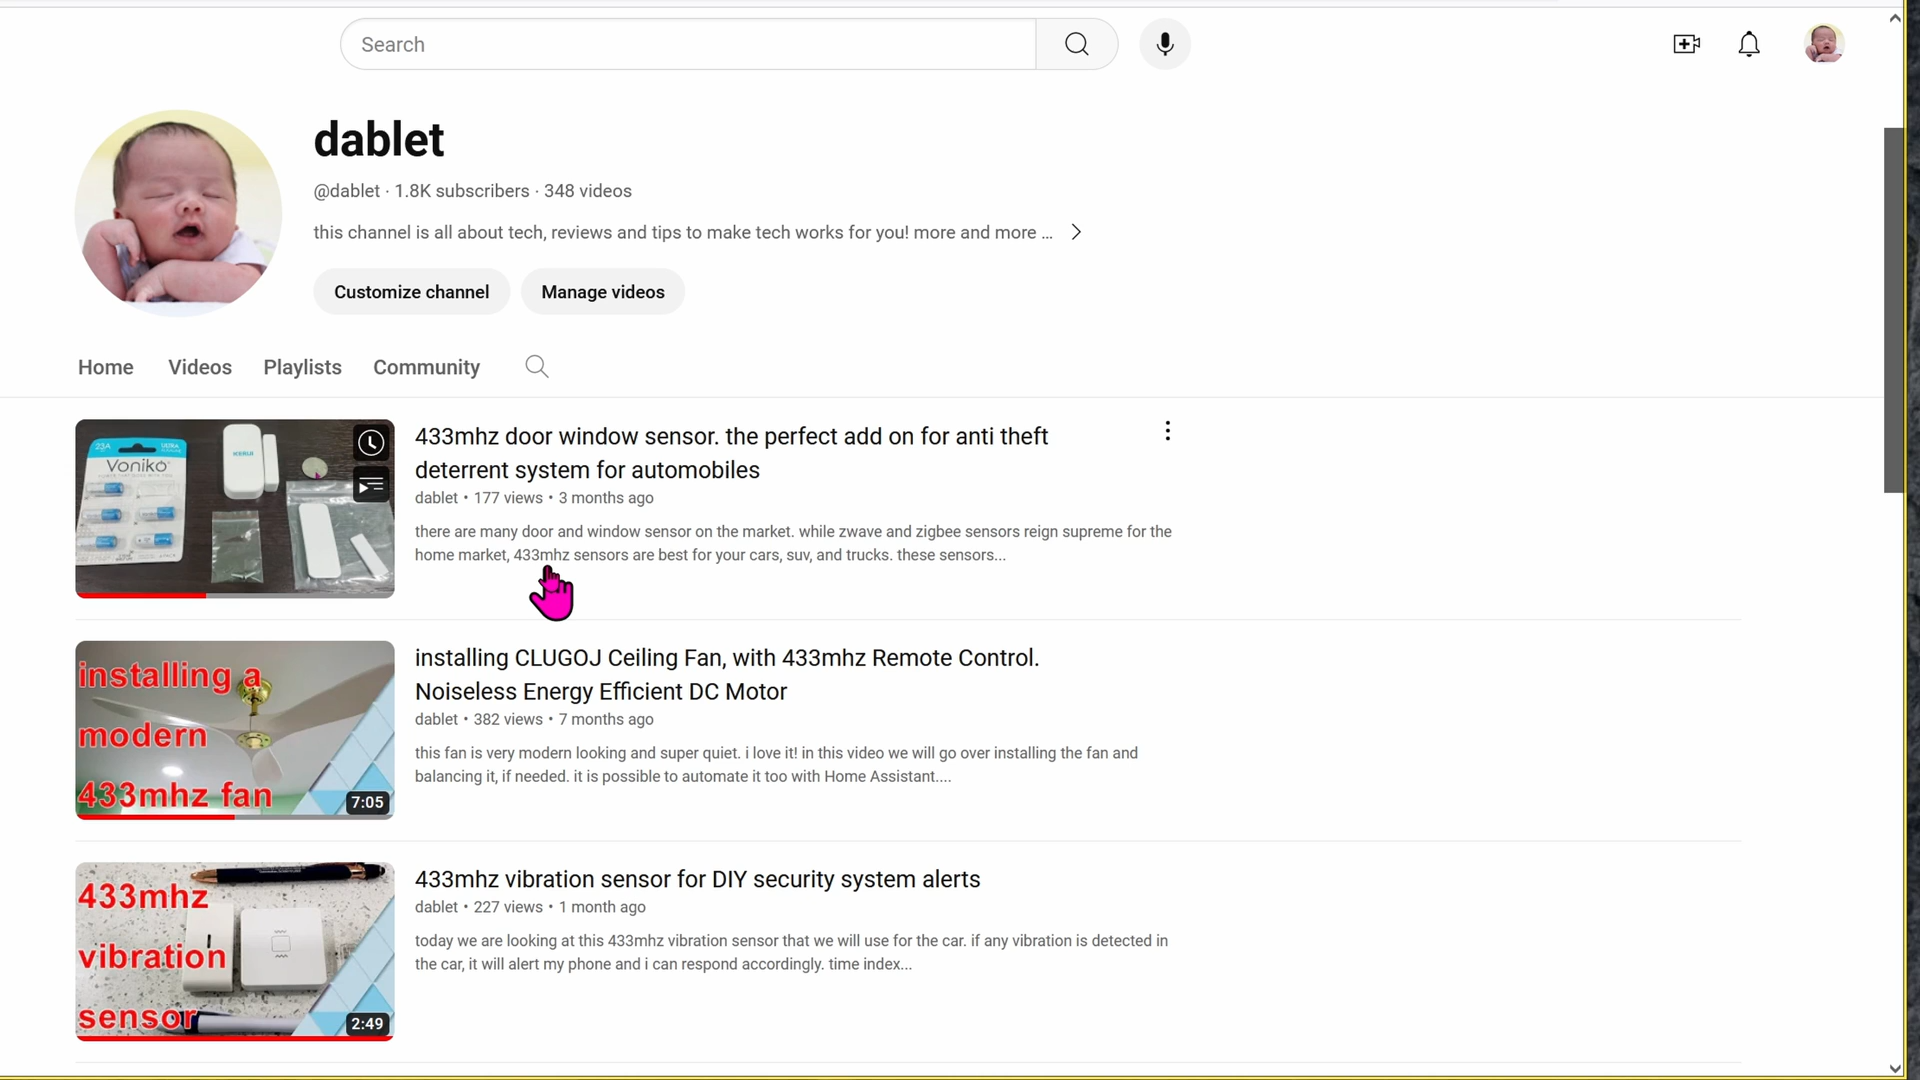 Search
dablet
@dablet · 1.8K subscribers · 348 videos
this channel is all about tech, reviews and tips to make tech works for you! more and more ...
Customize channel
Manage videos
Home
Videos
Playlists
Community
23A
ULTRA
Voniko
KERUI
433mhz door window sensor. the perfect add on for anti theft
deterrent system for automobiles
dablet • 177 views • 3 months ago
there are many door and window sensor on the market. while zwave and zigbee sensors reign supreme for the
home market, 433mhz sensors are best for your cars, suv, and trucks. these sensors...
installing a
modern
433mhz fan
7:05
installing CLUGOJ Ceiling Fan, with 433mhz Remote Control.
Noiseless Energy Efficient DC Motor
dablet • 382 views • 7 months ago
this fan is very modern looking and super quiet. i love it! in this video we will go over installing the fan and
balancing it, if needed. it is possible to automate it too with Home Assistant....
433mhz
vibration
sensor
2:49
433mhz vibration sensor for DIY security system alerts
dablet • 227 views • 1 month ago
today we are looking at this 433mhz vibration sensor that we will use for the car. if any vibration is detected in
the car, it will alert my phone and i can respond accordingly. time index...